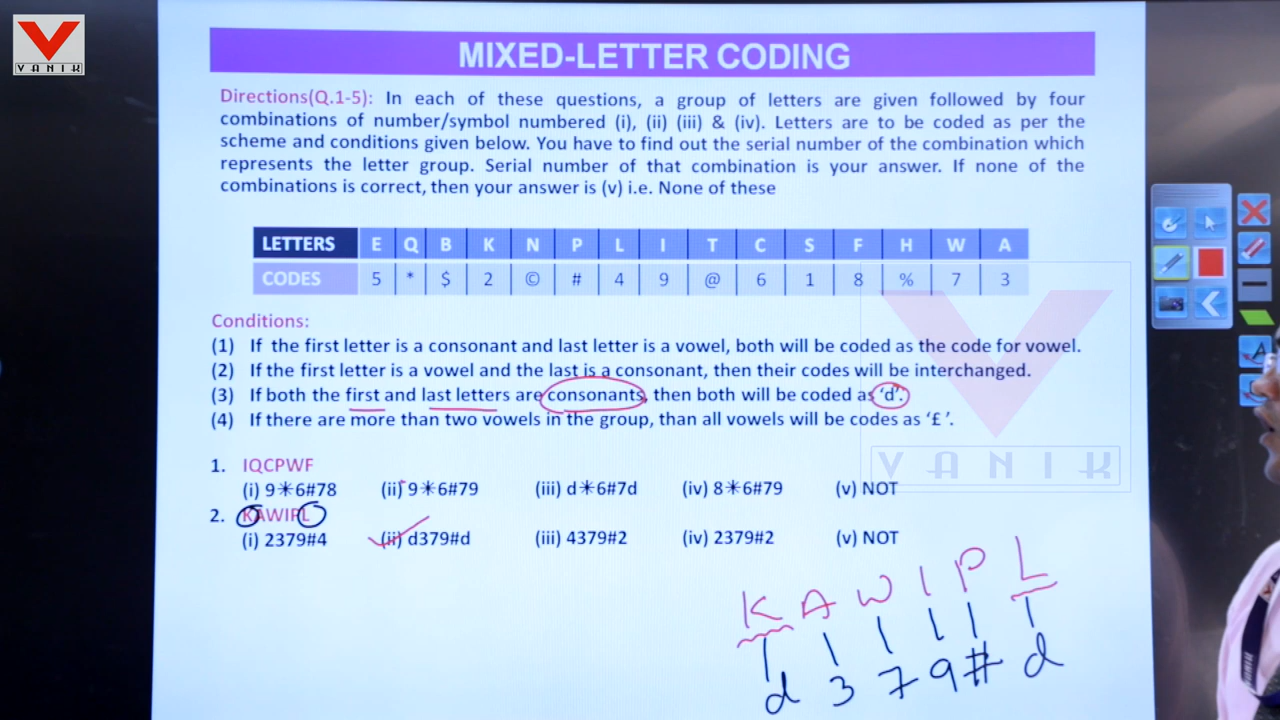 VANIK
MIXED-LETTER CODING
Directions(Q.1-5): In each of these questions, a group of letters are given followed by four
combinations of number/symbol numbered (i), (ii) (iii) & (iv). Letters are to be coded as per the
scheme and conditions given below. You have to find out the serial number of the combination which
represents the letter group. Serial number of that combination is your answer. If none of the
combinations is correct, then your answer is (v) i.e. None of these
LETTERS E Q B K N P L I T C S F H W A
CODES 5 * $ 2 © # 4 9 @ 6 1 8 % 7 3
Conditions:
(1) If the first letter is a consonant and last letter is a vowel, both will be coded as the code for vowel.
(2) If the first letter is a vowel and the last is a consonant, then their codes will be interchanged.
(3) If both the first and last letters are consonants, then both will be coded as 'd'.
(4) If there are more than two vowels in the group, than all vowels will be codes as '£ '.
VANIK
1. IQCPWF
(i) 9*6#78 (ii) 9*6#79 (iii) d*6#7d (iv) 8*6#79 (v) NOT
2. KAWIPL
(i) 2379#4 (ii) d379#d (iii) 4379#2 (iv) 2379#2 (v) NOT
K A W I P L
d 3 7 9 # d
VANIK